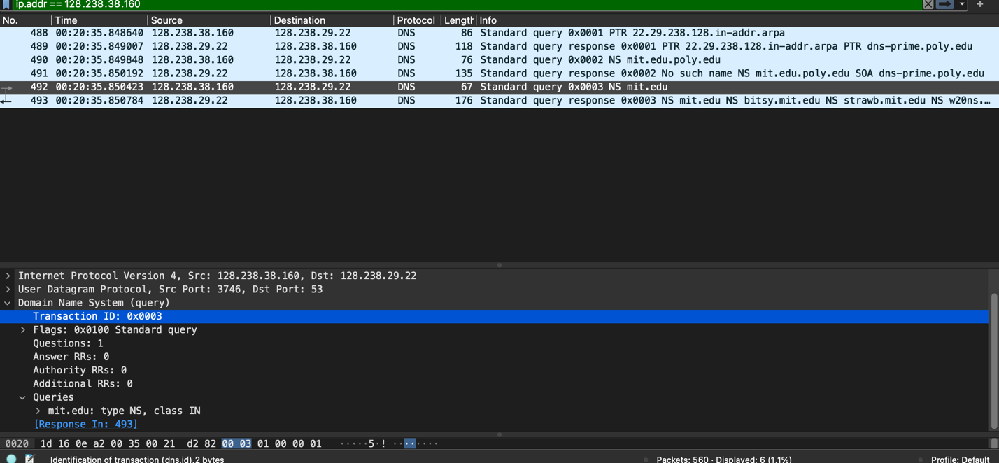 ip.addr == 128.238.38.160
No. Time Source Destination Protocol Length Info
488 00:20:35.848640 128.238.38.160 128.238.29.22 DNS 86 Standard query 0x0001 PTR 22.29.238.128.in-addr.arpa
489 00:20:35.849007 128.238.29.22 128.238.38.160 DNS 118 Standard query response 0x0001 PTR 22.29.238.128.in-addr.arpa PTR dns-prime.poly.edu
490 00:20:35.849848 128.238.38.160 128.238.29.22 DNS 76 Standard query 0x0002 NS mit.edu.poly.edu
491 00:20:35.850192 128.238.29.22 128.238.38.160 DNS 135 Standard query response 0x0002 No such name NS mit.edu.poly.edu SOA dns-prime.poly.edu
492 00:20:35.850423 128.238.38.160 128.238.29.22 DNS 67 Standard query 0x0003 NS mit.edu
493 00:20:35.850784 128.238.29.22 128.238.38.160 DNS 176 Standard query response 0x0003 NS mit.edu NS bitsy.mit.edu NS strawb.mit.edu NS w20ns.…
Internet Protocol Version 4, Src: 128.238.38.160, Dst: 128.238.29.22
User Datagram Protocol, Src Port: 3746, Dst Port: 53
Domain Name System (query)
Transaction ID: 0x0003
Flags: 0x0100 Standard query
Questions: 1
Answer RRs: 0
Authority RRs: 0
Additional RRs: 0
Queries
mit.edu: type NS, class IN
[Response In: 493]
0020 1d 16 0e a2 00 35 00 21 d2 82 00 03 01 00 00 01 ·····5·! ········
Identification of transaction (dns.id), 2 bytes Packets: 560 · Displayed: 6 (1.1%) Profile: Default